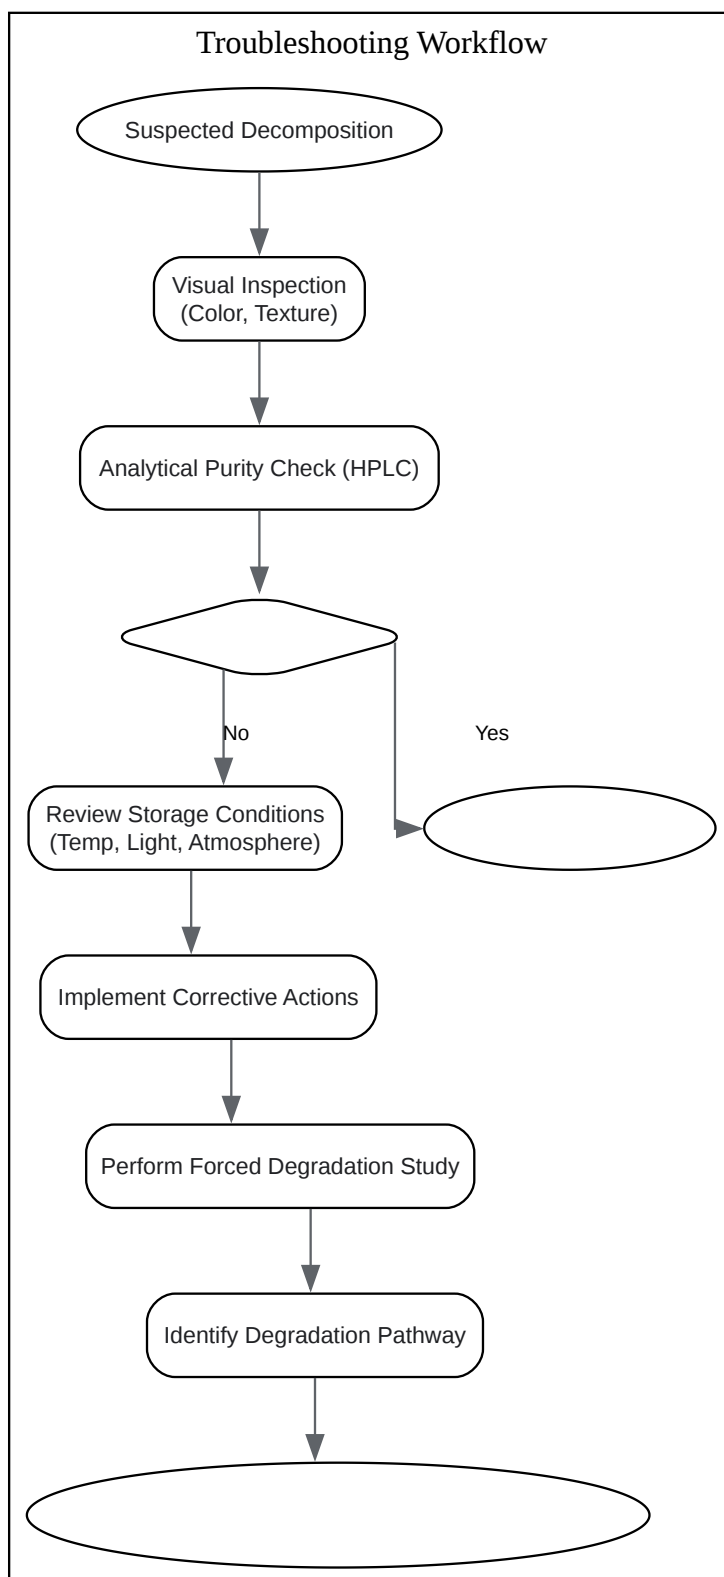 Troubleshooting Workflow
Suspected Decomposition
Visual Inspection
(Color, Texture)
Analytical Purity Check (HPLC)
No
Yes
Review Storage Conditions
(Temp, Light, Atmosphere)
Implement Corrective Actions
Perform Forced Degradation Study
Identify Degradation Pathway